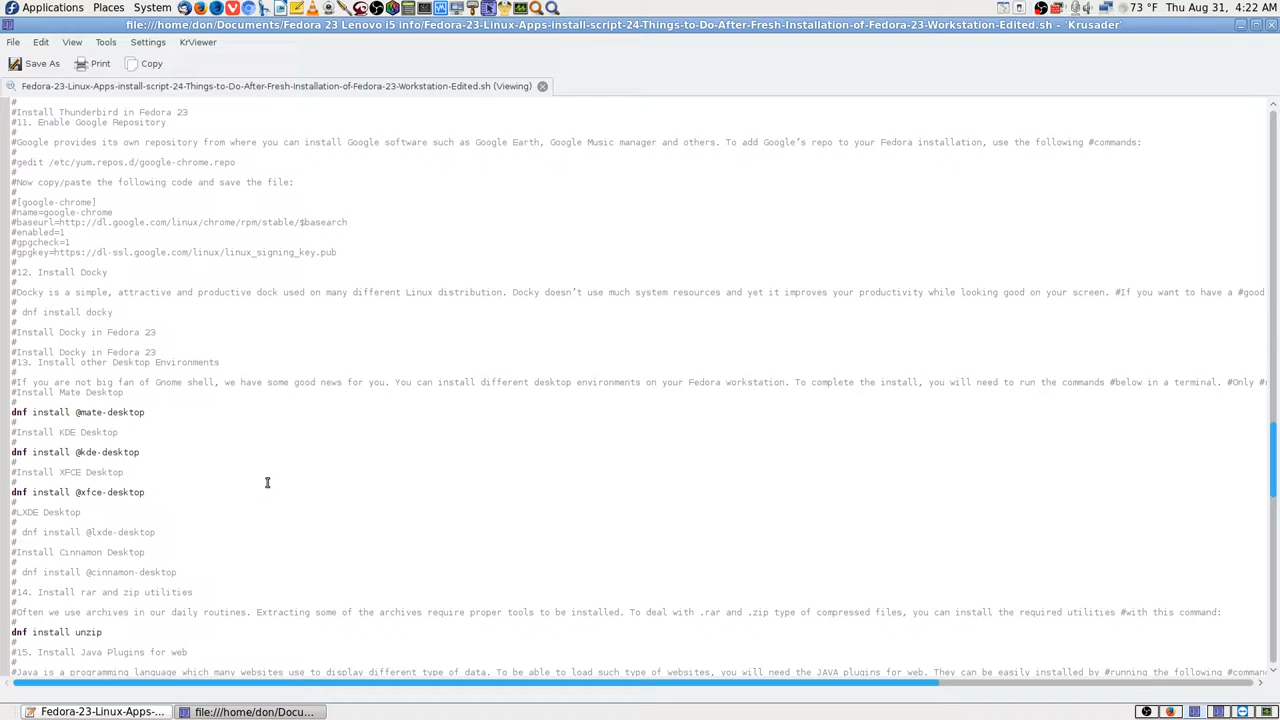 Applications Places System 73 °F Thu Aug 31, 4:22 AM
file:///home/don/Documents/Fedora 23 Lenovo i5 info/Fedora-23-Linux-Apps-install-script-24-Things-to-Do-After-Fresh-Installation-of-Fedora-23-Workstation-Edited.sh - `Krusader`
File Edit View Tools Settings KrViewer
Save As Print Copy
Fedora-23-Linux-Apps-install-script-24-Things-to-Do-After-Fresh-Installation-of-Fedora-23-Workstation-Edited.sh (Viewing)
#
#Install Thunderbird in Fedora 23
#11. Enable Google Repository
#
#Google provides its own repository from where you can install Google software such as Google Earth, Google Music manager and others. To add Google's repo to your Fedora installation, use the following #commands:
#
#gedit /etc/yum.repos.d/google-chrome.repo
#
#Now copy/paste the following code and save the file:
#
#[google-chrome]
#name=google-chrome
#baseurl=http://dl.google.com/linux/chrome/rpm/stable/$basearch
#enabled=1
#gpgcheck=1
#gpgkey=https://dl-ssl.google.com/linux/linux_signing_key.pub
#
#12. Install Docky
#
#Docky is a simple, attractive and productive dock used on many different Linux distribution. Docky doesn't use much system resources and yet it improves your productivity while looking good on your screen. #If you want to have a #good
#
# dnf install docky
#
#Install Docky in Fedora 23
#
#Install Docky in Fedora 23
#13. Install other Desktop Environments
#
#If you are not big fan of Gnome shell, we have some good news for you. You can install different desktop environments on your Fedora workstation. To complete the install, you will need to run the commands #below in a terminal. #Only #
#Install Mate Desktop
#
dnf install @mate-desktop
#
#Install KDE Desktop
#
dnf install @kde-desktop
#
#Install XFCE Desktop
#
dnf install @xfce-desktop
#
#LXDE Desktop
#
# dnf install @lxde-desktop
#
#Install Cinnamon Desktop
#
# dnf install @cinnamon-desktop
#
#14. Install rar and zip utilities
#
#Often we use archives in our daily routines. Extracting some of the archives require proper tools to be installed. To deal with .rar and .zip type of compressed files, you can install the required utilities #with this command:
#
dnf install unzip
#
#15. Install Java Plugins for web
#
#Java is a programming language which many websites use to display different type of data. To be able to load such type of websites, you will need the JAVA plugins for web. They can be easily installed by #running the following #comman
Fedora-23-Linux-Apps-... file:///home/don/Docu...